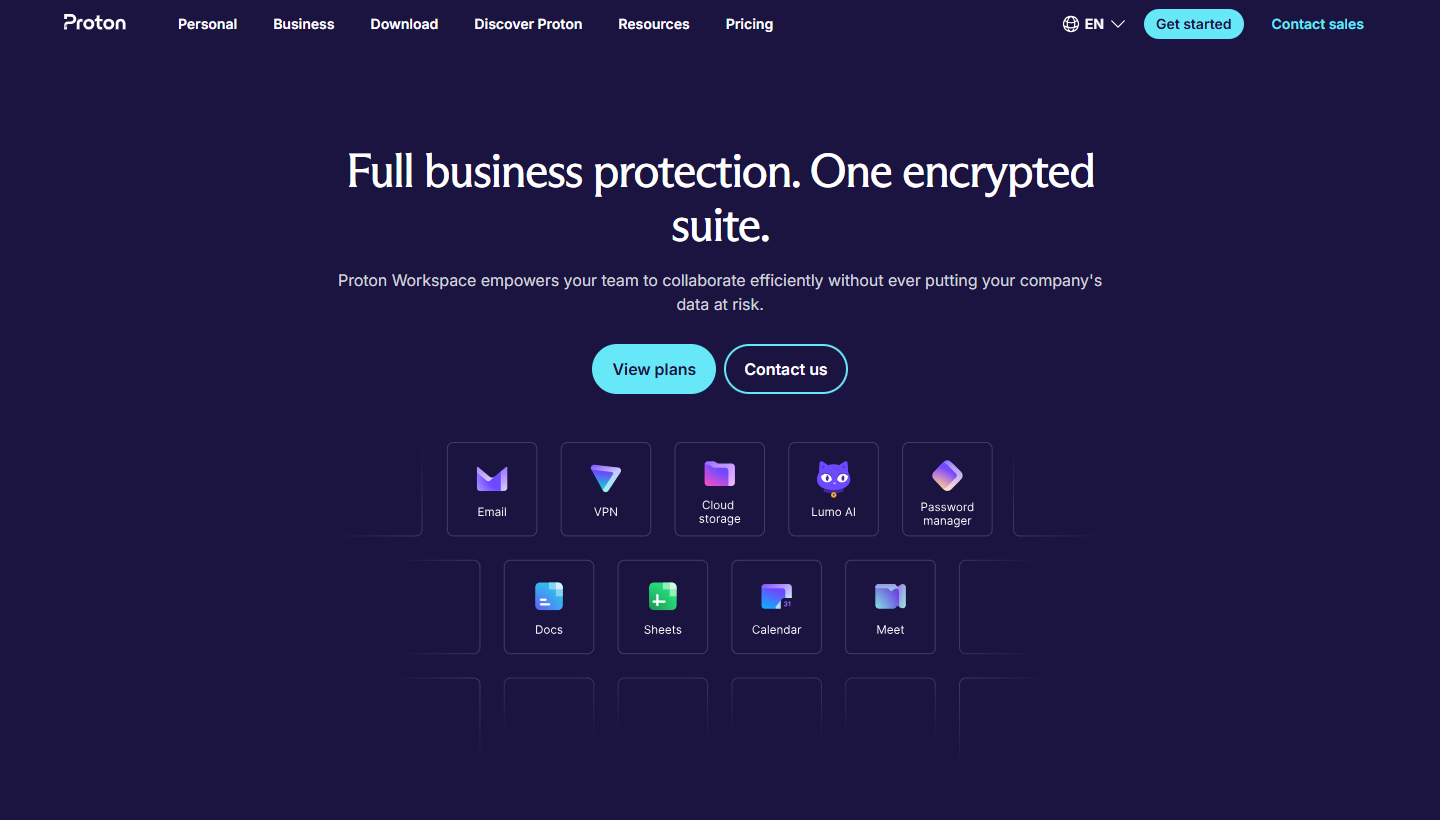 Proton
Personal
Business
Download
Discover Proton
Resources
Pricing
EN
Get started
Contact sales
Full business protection. One encrypted
suite.
Proton Workspace empowers your team to collaborate efficiently without ever putting your company's
data at risk.
View plans
Contact us
Email
VPN
Cloud
storage
Lumo AI
Password
manager
Docs
Sheets
31
Calendar
Meet